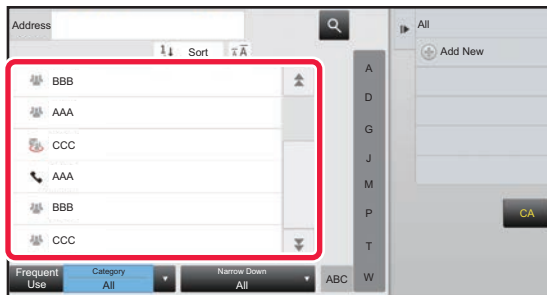 Address
All
Sort
Add New
BBB
AAA
CCC
AAA
BBB
CCC
A
D
G
J
M
P
T
W
CA
Frequent Use
Category
All
Narrow Down
All
ABC